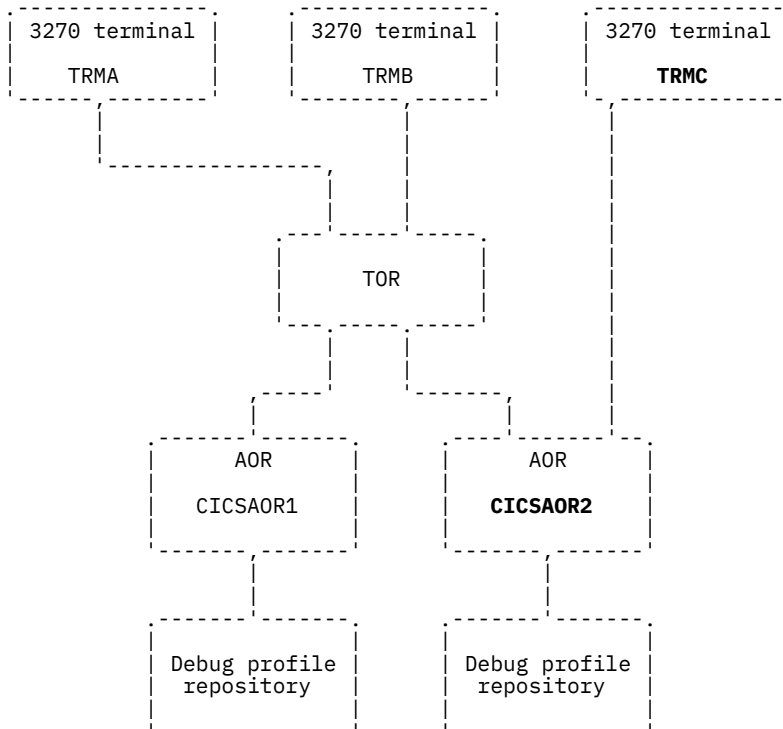 3270 terminal 3270 terminal 3270 terminal
TRMA TRMB TRMC
TOR
AOR AOR
CICSAOR1 CICSAOR2
Debug profile Debug profile
repository repository